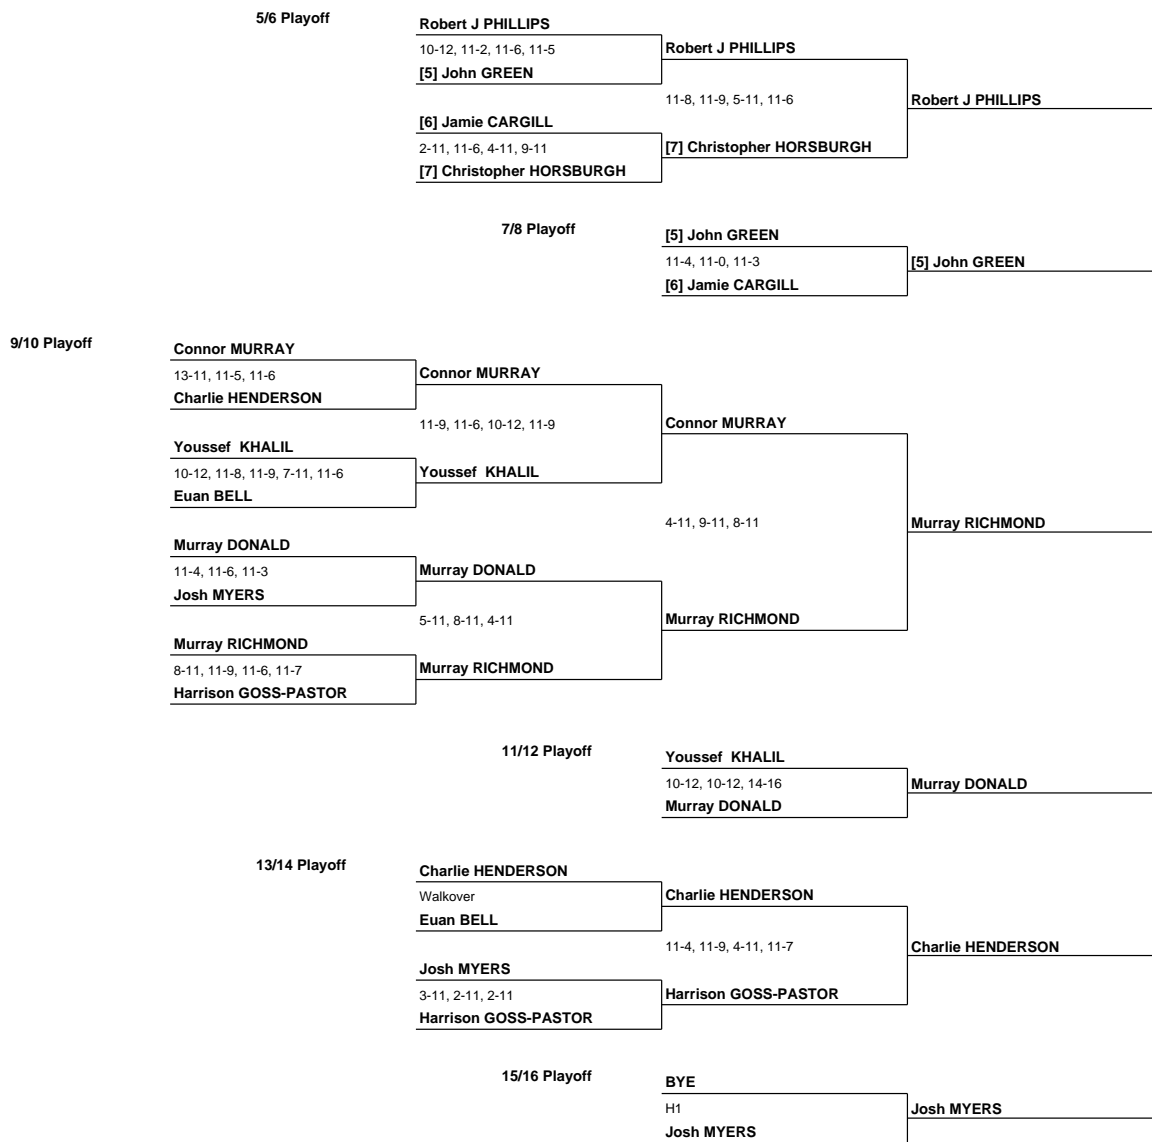 5/6 Playoff
Robert J PHILLIPS
10-12, 11-2, 11-6, 11-5
[5] John GREEN
Robert J PHILLIPS
11-8, 11-9, 5-11, 11-6
Robert J PHILLIPS
[6] Jamie CARGILL
2-11, 11-6, 4-11, 9-11
[7] Christopher HORSBURGH
[7] Christopher HORSBURGH
7/8 Playoff
[5] John GREEN
11-4, 11-0, 11-3
[6] Jamie CARGILL
[5] John GREEN
9/10 Playoff
Connor MURRAY
13-11, 11-5, 11-6
Charlie HENDERSON
Connor MURRAY
11-9, 11-6, 10-12, 11-9
Connor MURRAY
Youssef  KHALIL
10-12, 11-8, 11-9, 7-11, 11-6
Euan BELL
Youssef  KHALIL
4-11, 9-11, 8-11
Murray RICHMOND
Murray DONALD
11-4, 11-6, 11-3
Josh MYERS
Murray DONALD
5-11, 8-11, 4-11
Murray RICHMOND
Murray RICHMOND
8-11, 11-9, 11-6, 11-7
Harrison GOSS-PASTOR
Murray RICHMOND
11/12 Playoff
Youssef  KHALIL
10-12, 10-12, 14-16
Murray DONALD
Murray DONALD
13/14 Playoff
Charlie HENDERSON
Walkover
Euan BELL
Charlie HENDERSON
11-4, 11-9, 4-11, 11-7
Charlie HENDERSON
Josh MYERS
3-11, 2-11, 2-11
Harrison GOSS-PASTOR
Harrison GOSS-PASTOR
15/16 Playoff
BYE
H1
Josh MYERS
Josh MYERS